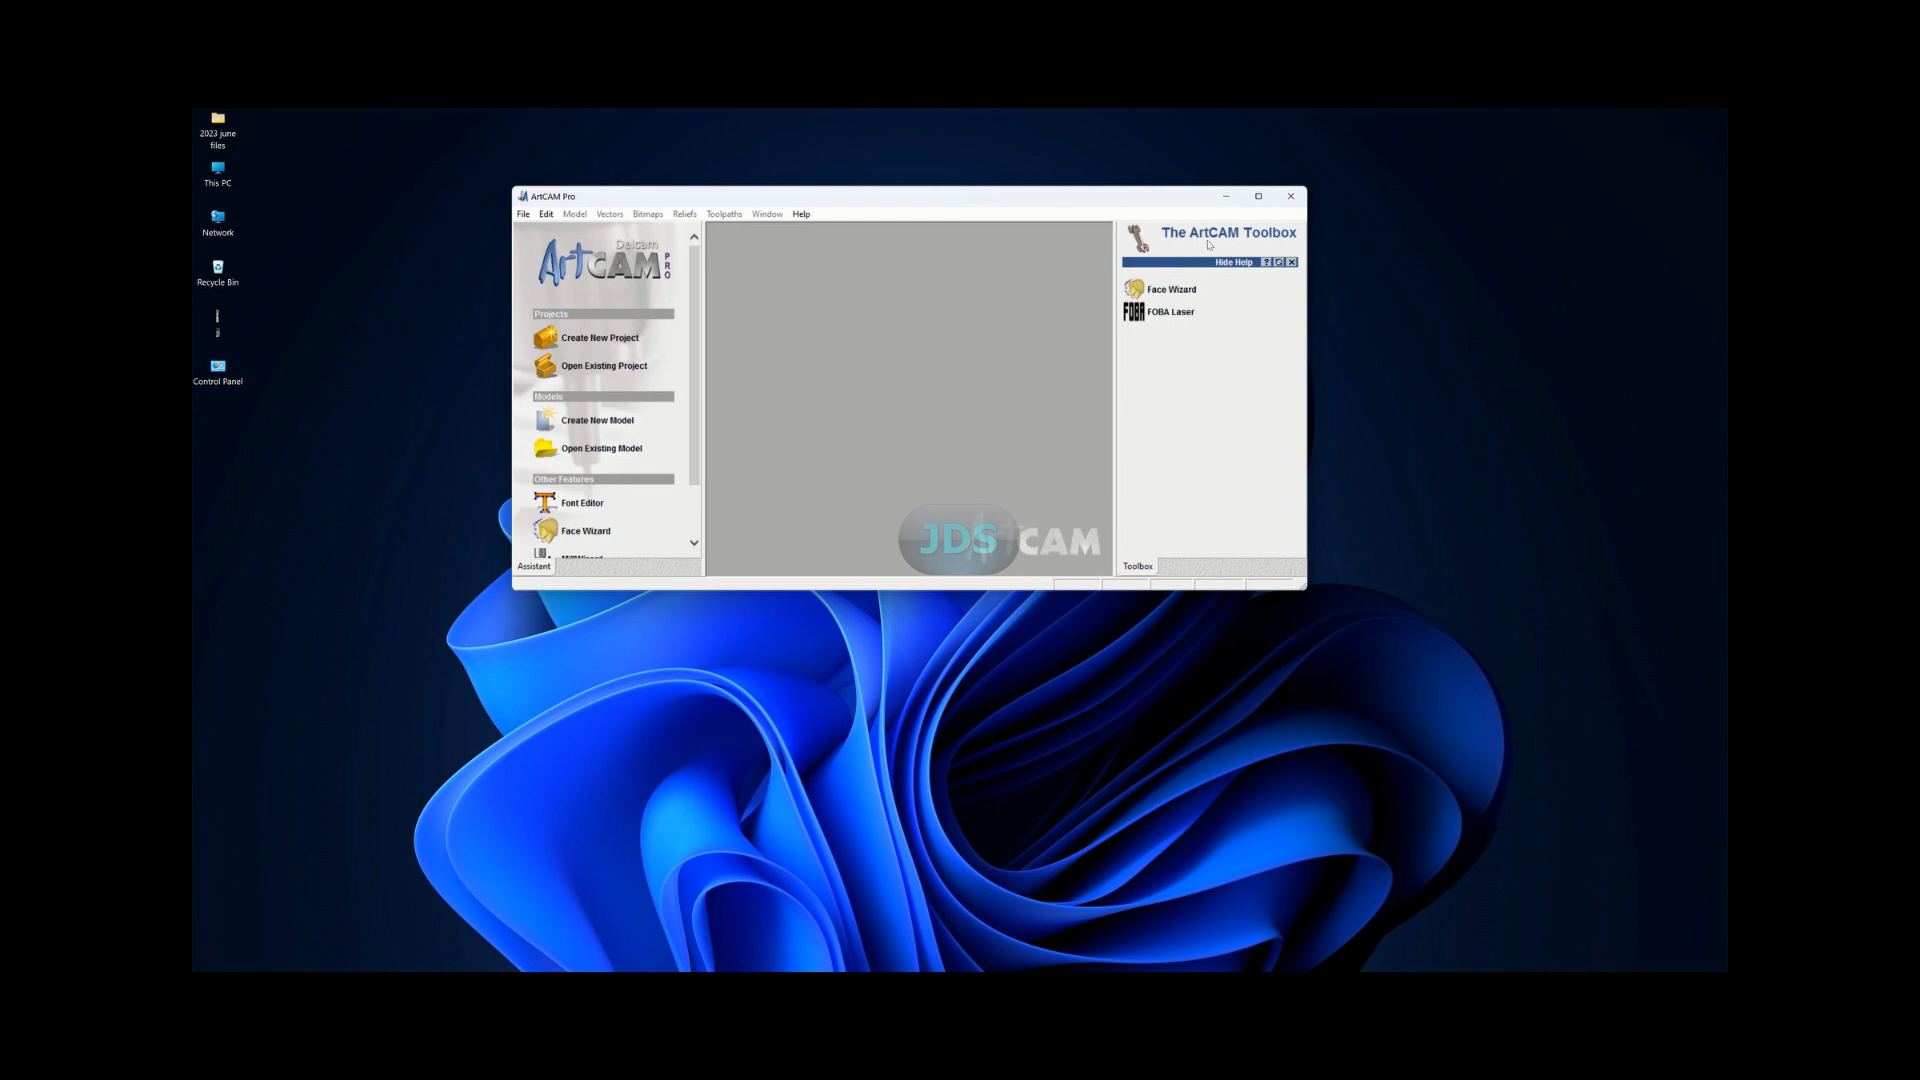 2023 june
files
This PC
Network
Recycle Bin
jj
Control Panel
ArtCAM Pro
File Edit Model Vectors Bitmaps Reliefs Toolpaths Window Help
Delcam
ArtCAM PRO
Projects
Create New Project
Open Existing Project
Models
Create New Model
Open Existing Model
Other Features
Font Editor
Face Wizard
Assistant
JDS CAM
The ArtCAM Toolbox
Hide Help ?
Face Wizard
FOBA FOBA Laser
Toolbox